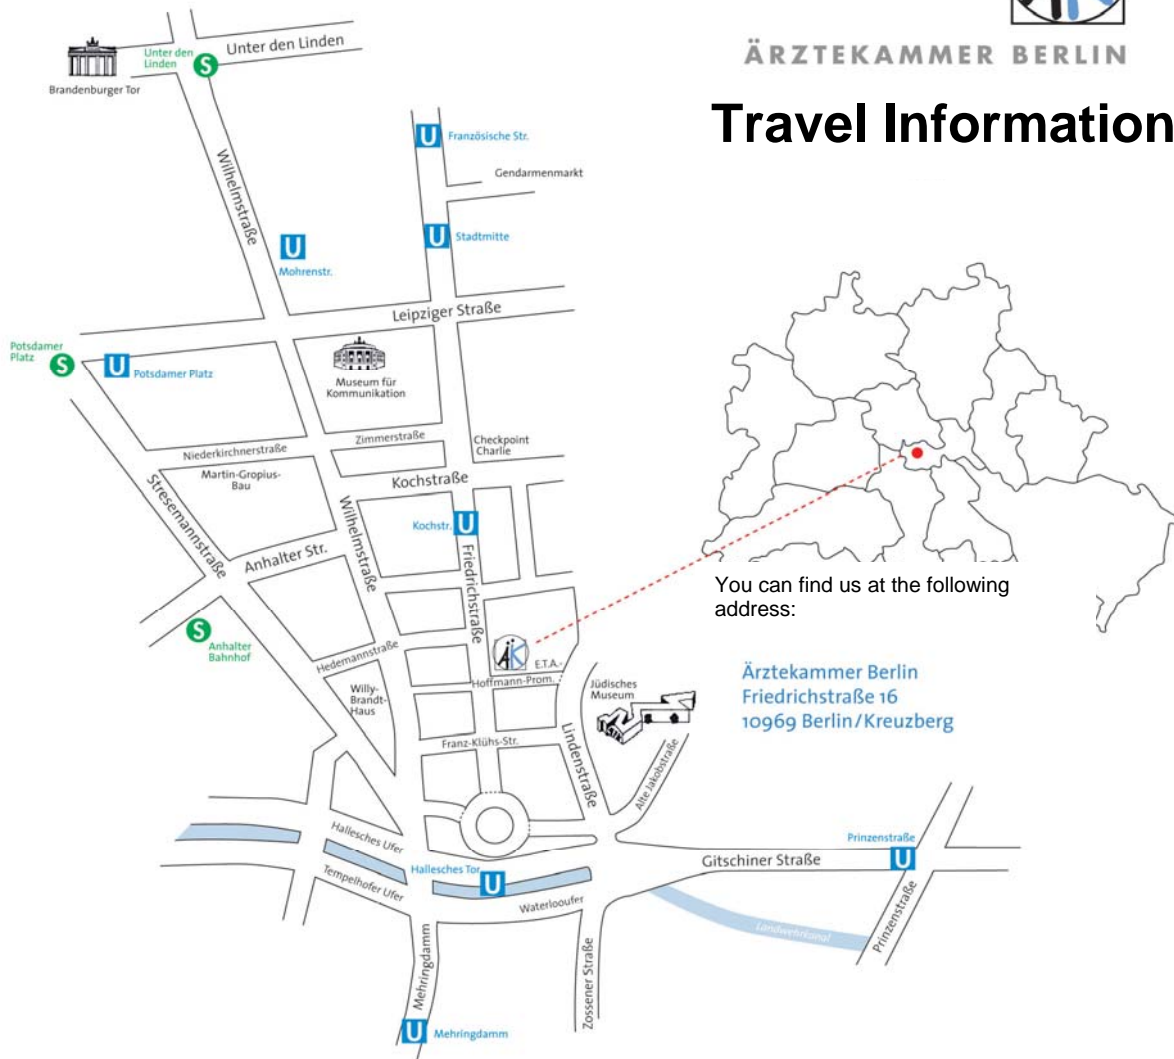 ÄRZTEKAMMER BERLIN
Travel Information
Unter den
Linden
S
Unter den Linden
Brandenburger Tor
U
Französische Str.
Gendarmenmarkt
Wilhelmstraße
U
Stadtmitte
U
Mohrenstr.
Leipziger Straße
Potsdamer
Platz
S
U
Potsdamer Platz
Museum für
Kommunikation
Niederkirchnerstraße
Zimmerstraße
Checkpoint
Charlie
Martin-Gropius-
Bau
Kochstraße
Stresemannstraße
Wilhelmstraße
Kochstr.
U
Anhalter Str.
Friedrichstraße
You can find us at the following
address:
S
Anhalter
Bahnhof
Hedemannstraße
ÄK
E.T.A.-
Hoffmann-Prom.
Jüdisches
Museum
Ärztekammer Berlin
Friedrichstraße 16
10969 Berlin/Kreuzberg
Willy-
Brandt-
Haus
Franz-Klühs-Str.
Lindenstraße
Alte Jakobstraße
Hallesches Ufer
Prinzenstraße
U
Gitschiner Straße
Tempelhofer Ufer
Hallesches Tor
U
Waterlooufer
Landwehrkanal
Prinzenstraße
Mehringdamm
Zossener Straße
U
Mehringdamm